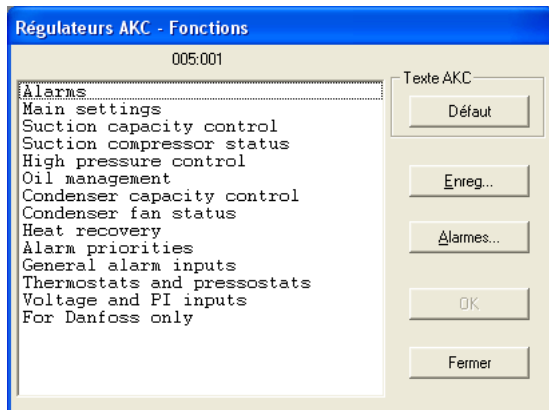 Régulateurs AKC - Fonctions
005:001
Alarms
Main settings
Suction capacity control
Suction compressor status
High pressure control
Oil management
Condenser capacity control
Condenser fan status
Heat recovery
Alarm priorities
General alarm inputs
Thermostats and pressostats
Voltage and PI inputs
For Danfoss only
Texte AKC
Défaut
Enreg...
Alarmes...
OK
Fermer